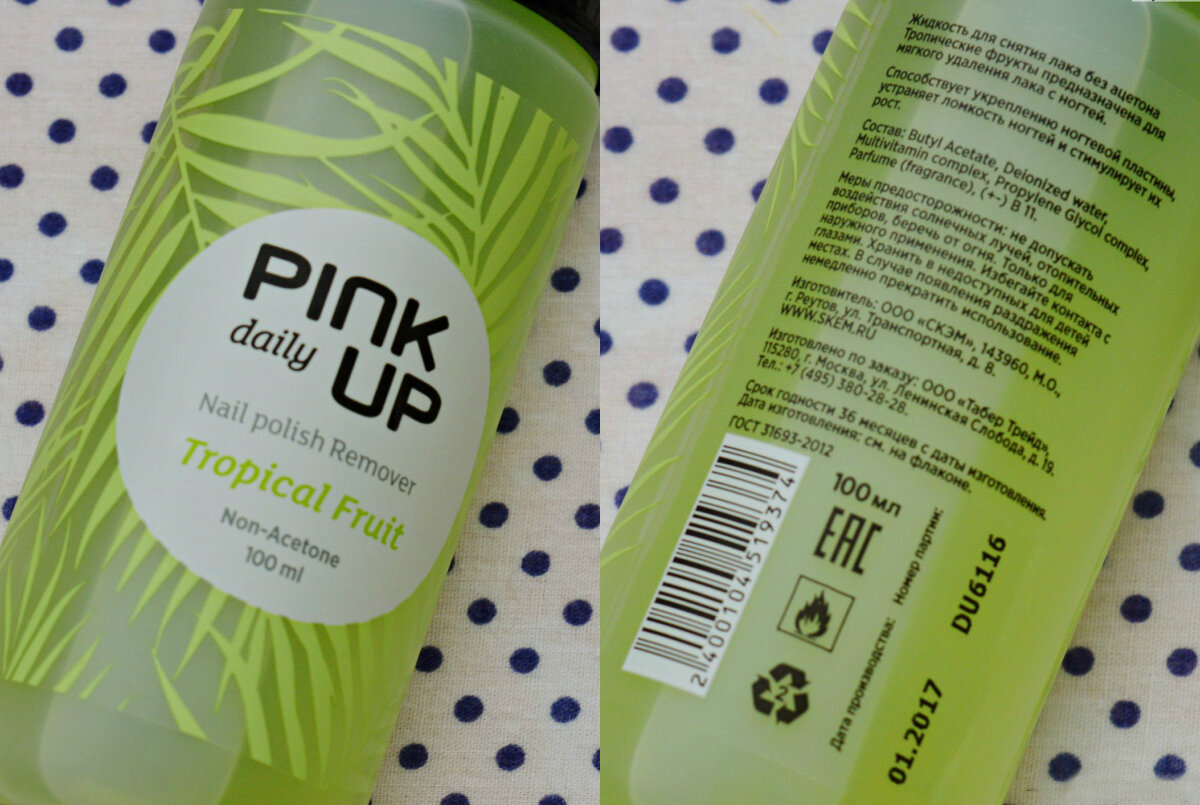 PINK
daily UP
Nail polish Remover
Tropical Fruit
Non-Acetone
100 ml
Жидкость для снятия лака без ацетона
Тропические фрукты предназначена для
мягкого удаления лака с ногтей.
Способствует укреплению ногтевой пластины,
устраняет ломкость ногтей и стимулирует их
рост.
Состав: Butyl Acetate, Deionized water,
Multivitamin complex, Propylene Glycol complex,
Parfume (fragrance), (+-) B 11.
Меры предосторожности: не допускать
воздействия солнечных лучей, отопительных
приборов, беречь от огня. Только для
наружного применения. Избегайте контакта с
глазами. Хранить в недоступных для детей
местах. В случае появления раздражения
немедленно прекратить использование.
Изготовитель: ООО «СКЭМ», 143960, М.О.,
г. Реутов, ул. Транспортная, д. 8.
WWW.SKEM.RU
Изготовлено по заказу: ООО «Табер Трейд»,
115280, г. Москва, ул. Ленинская Слобода, д. 19.
Тел.: +7 (495) 380-28-28.
Срок годности 36 месяцев с даты изготовления.
Дата изготовления: см. на флаконе.
ГОСТ 31693-2012
2 400104 519374
100 мл
EAC
2
Номер партии:
DU6116
Дата производства:
01.2017